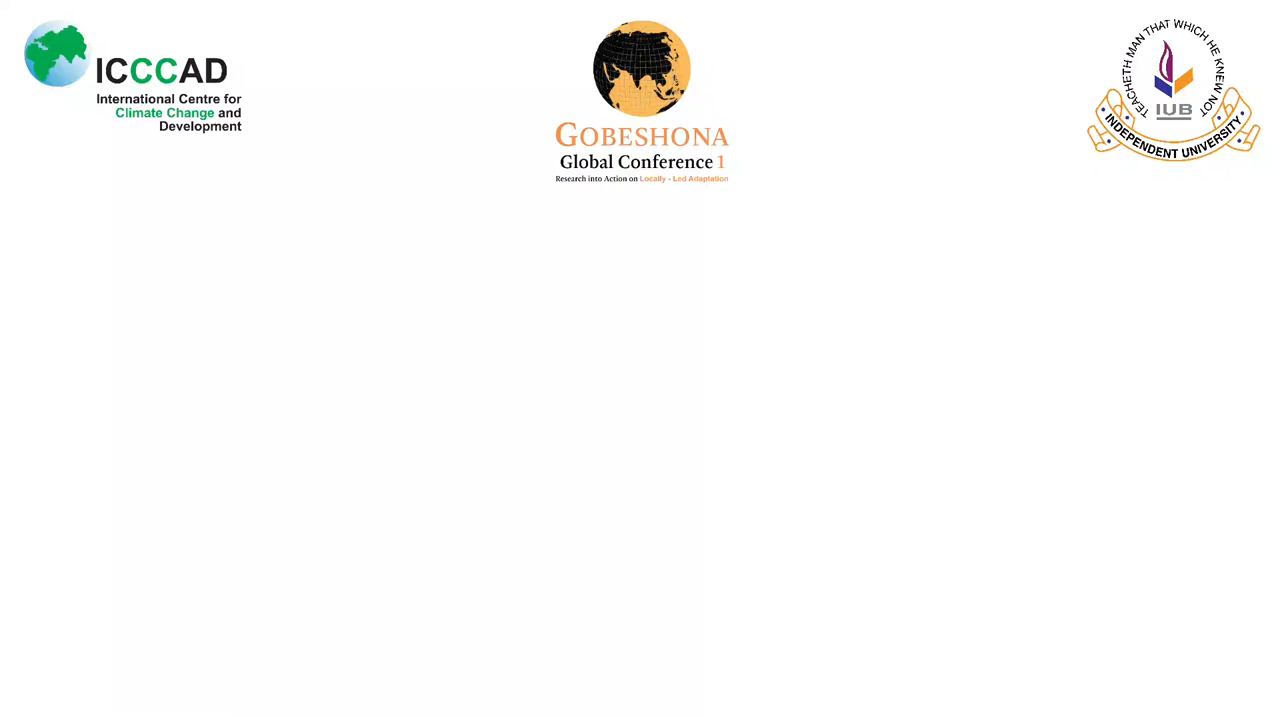 ICCCAD
International Centre for
Climate Change and
Development
GOBESHONA
Global Conference 1
Research into Action on Locally - Led Adaptation
TEACHETH MAN THAT WHICH HE KNEW NOT
IUB
INDEPENDENT UNIVERSITY